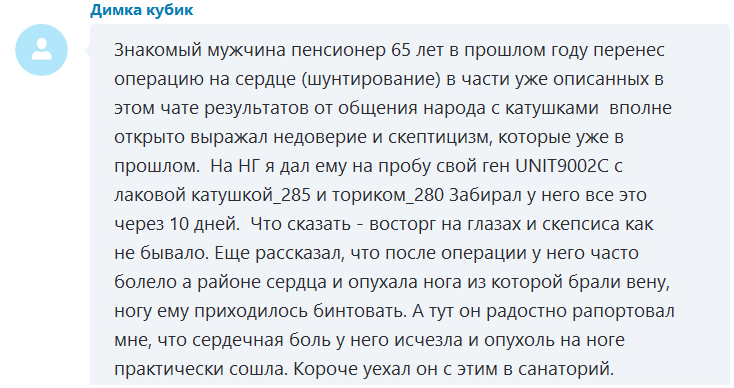 Димка кубик
Знакомый мужчина пенсионер 65 лет в прошлом году перенес
операцию на сердце (шунтирование) в части уже описанных в
этом чате результатов от общения народа с катушками вполне
открыто выражал недоверие и скептицизм, которые уже в
прошлом. На НГ я дал ему на пробу свой ген UNIT9002C с
лаковой катушкой_285 и ториком_280 Забирал у него все это
через 10 дней. Что сказать - восторг на глазах и скепсиса как
не бывало. Еще рассказал, что после операции у него часто
болело а районе сердца и опухала нога из которой брали вену,
ногу ему приходилось бинтовать. А тут он радостно рапортовал
мне, что сердечная боль у него исчезла и опухоль на ноге
практически сошла. Короче уехал он с этим в санаторий.